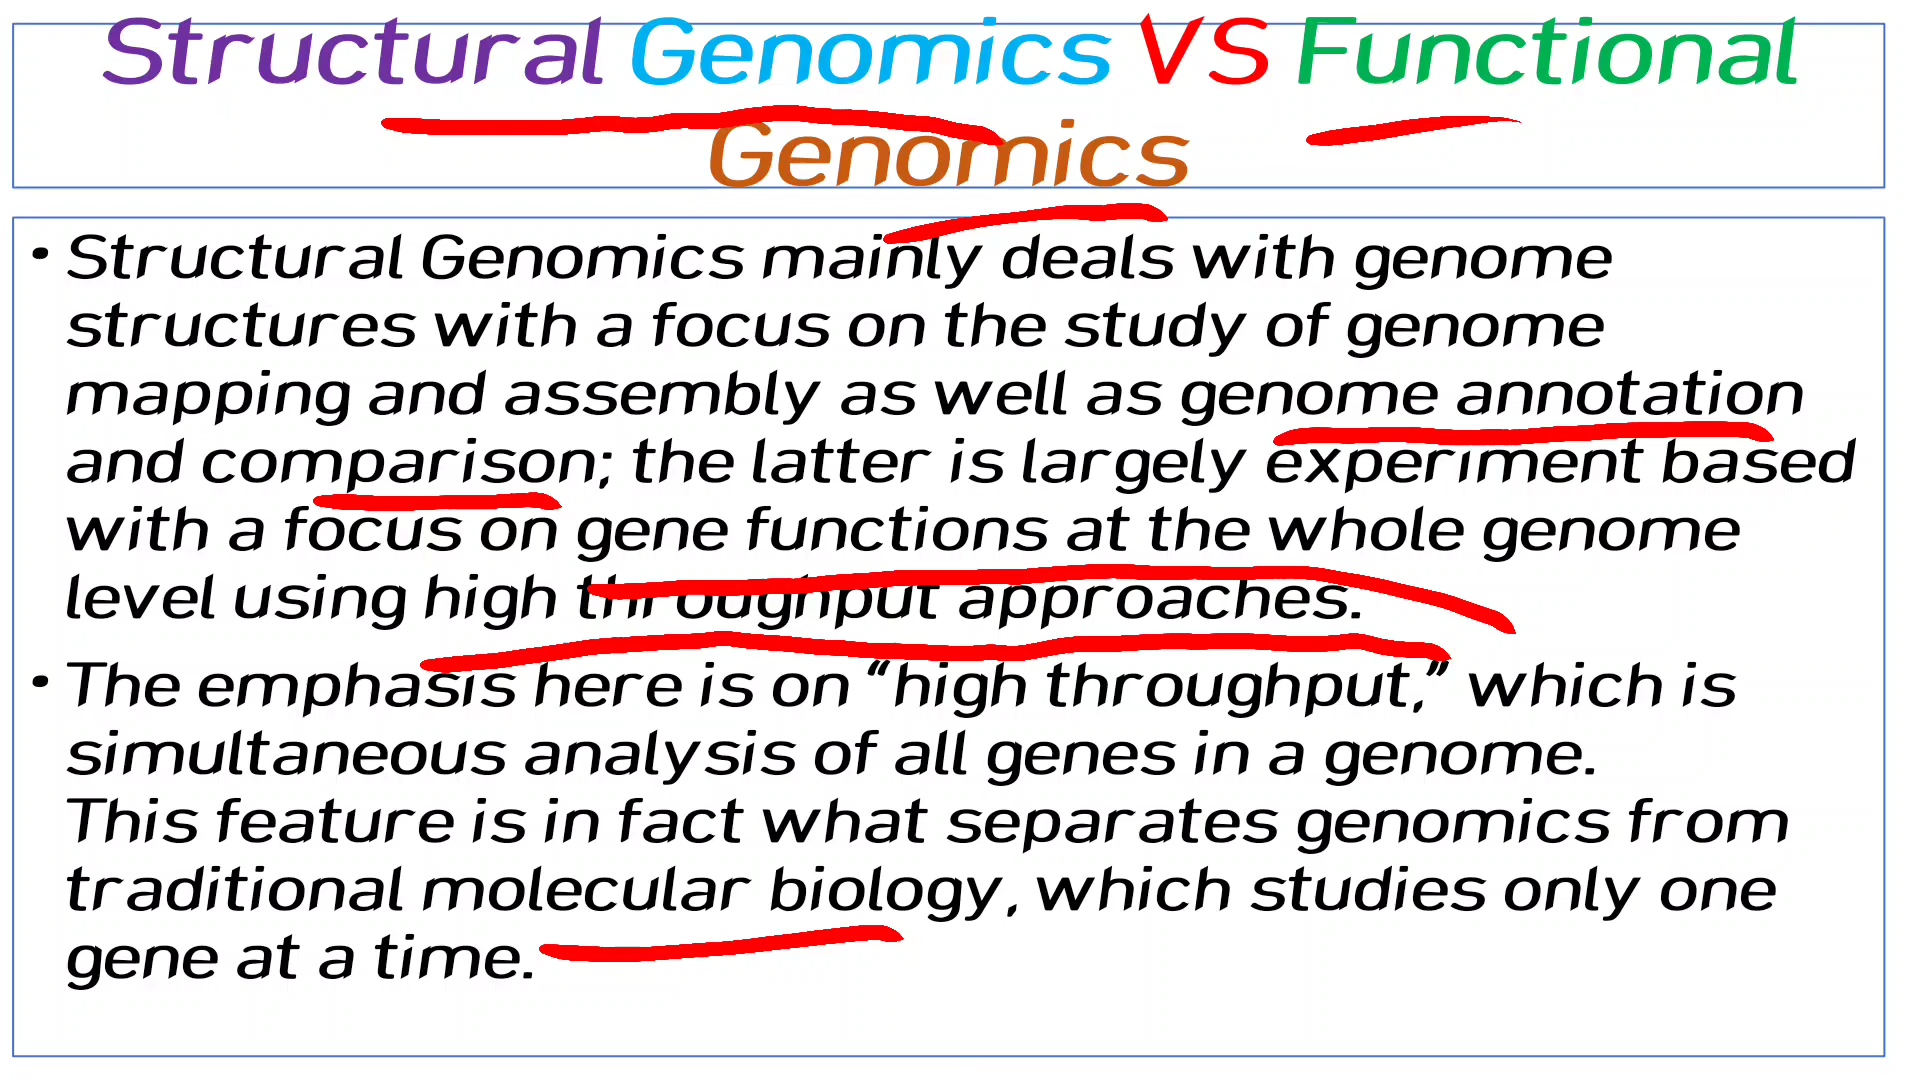 Structural Genomics VS Functional
Genomics
• Structural Genomics mainly deals with genome
structures with a focus on the study of genome
mapping and assembly as well as genome annotation
and comparison; the latter is largely experiment based
with a focus on gene functions at the whole genome
level using high throughput approaches.
• The emphasis here is on “high throughput,” which is
simultaneous analysis of all genes in a genome.
This feature is in fact what separates genomics from
traditional molecular biology, which studies only one
gene at a time.